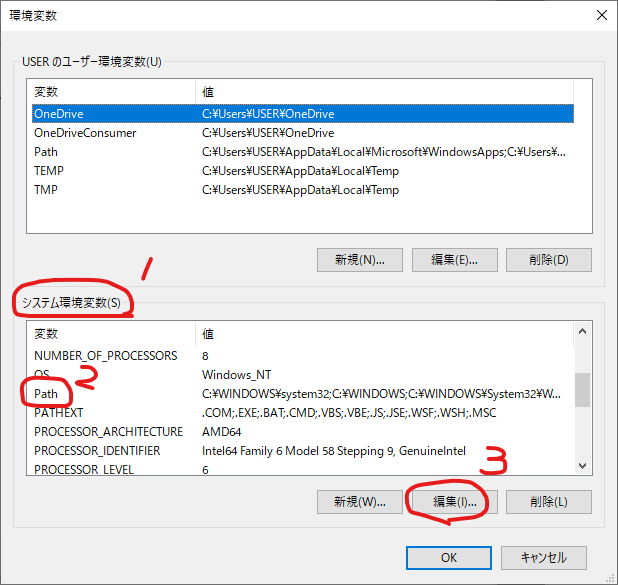 環境変数
USER のユーザー環境変数(U)
変数 値
OneDrive C:¥Users¥USER¥OneDrive
OneDriveConsumer C:¥Users¥USER¥OneDrive
Path C:¥Users¥USER¥AppData¥Local¥Microsoft¥WindowsApps;C:¥Users¥...
TEMP C:¥Users¥USER¥AppData¥Local¥Temp
TMP C:¥Users¥USER¥AppData¥Local¥Temp
新規(N)... 編集(E)... 削除(D)
1
システム環境変数(S)
変数 値
NUMBER_OF_PROCESSORS 8
OS Windows_NT
2
Path C:¥WINDOWS¥system32;C:¥WINDOWS;C:¥WINDOWS¥System32¥W...
PATHEXT .COM;.EXE;.BAT;.CMD;.VBS;.VBE;.JS;.JSE;.WSF;.WSH;.MSC
PROCESSOR_ARCHITECTURE AMD64
PROCESSOR_IDENTIFIER Intel64 Family 6 Model 58 Stepping 9, GenuineIntel
PROCESSOR_LEVEL 6
3
新規(W)... 編集(I)... 削除(L)
OK キャンセル